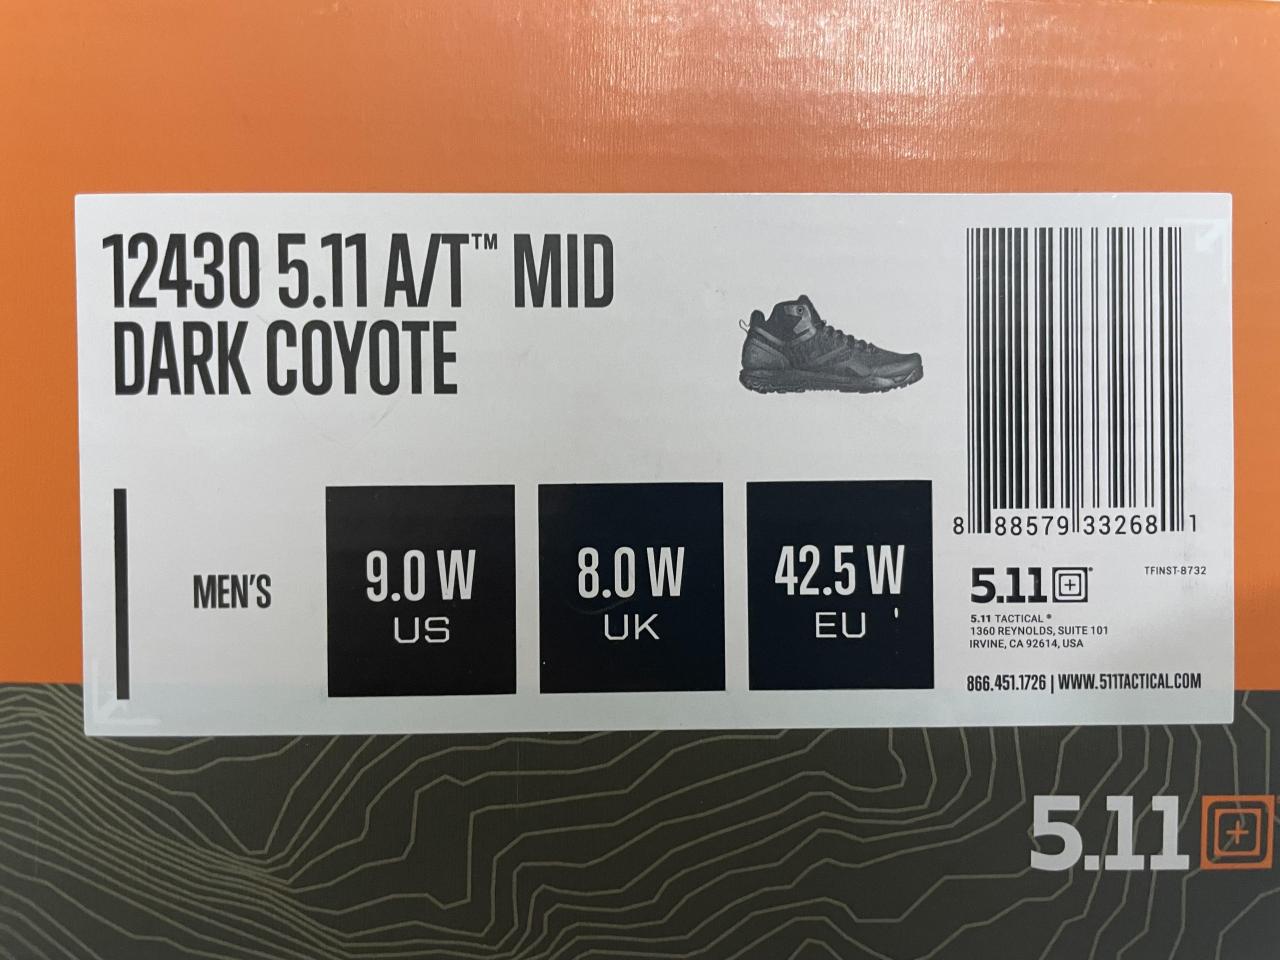 12430 5.11 A/T™ MID
DARK COYOTE
MEN'S
9.0 W
US
8.0 W
UK
42.5 W
EU
8 88579 33268 1
5.11
TFINST-8732
5.11 TACTICAL®
1360 REYNOLDS, SUITE 101
IRVINE, CA 92614, USA
866.451.1726 | WWW.511TACTICAL.COM
5.11